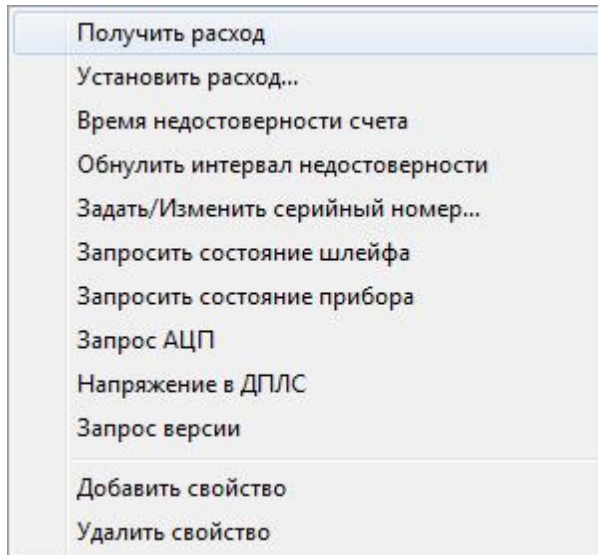 Получить расход
Установить расход...
Время недостоверности счета
Обнулить интервал недостоверности
Задать/Изменить серийный номер...
Запросить состояние шлейфа
Запросить состояние прибора
Запрос АЦП
Напряжение в ДПЛС
Запрос версии
Добавить свойство
Удалить свойство